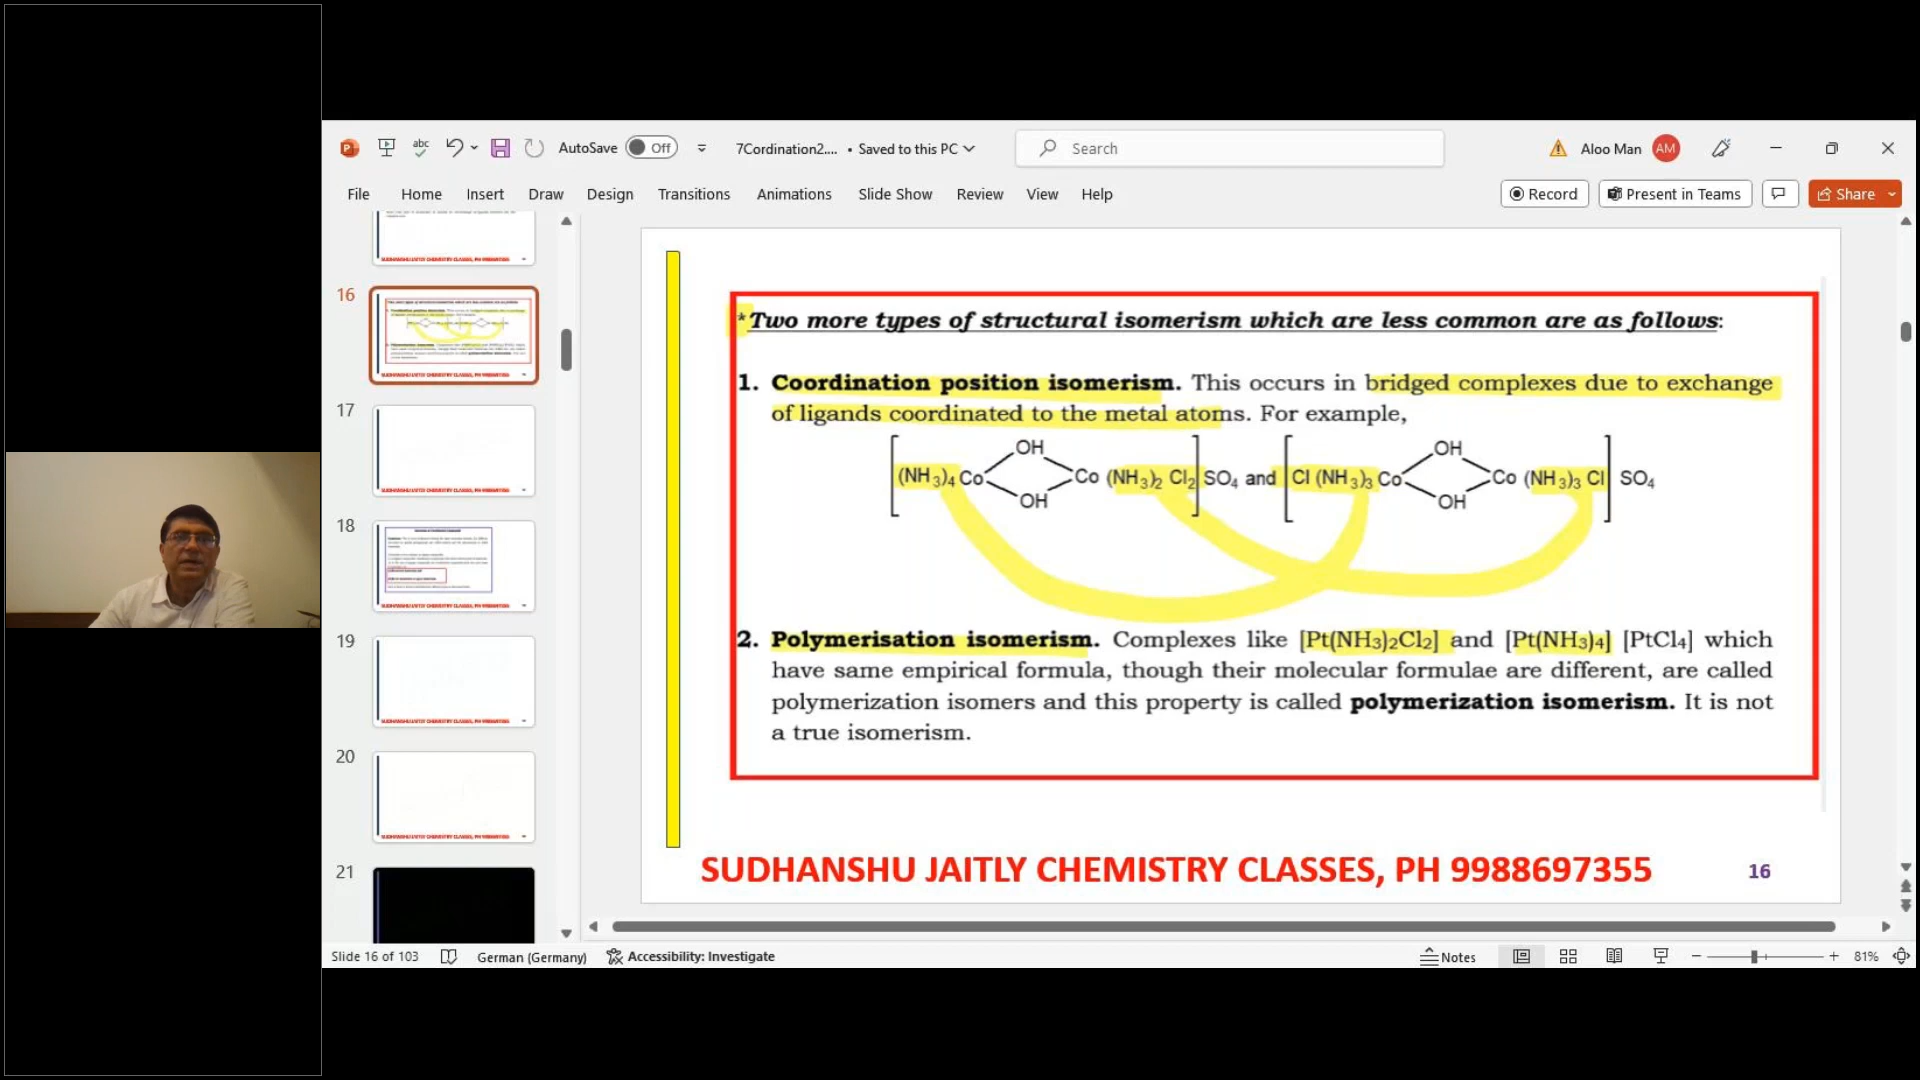 abc
AutoSave Off
7Cordination2.... • Saved to this PC
Search
Aloo Man AM
File Home Insert Draw Design Transitions Animations Slide Show Review View Help
Record
Present in Teams
Share
SUDHANSHU JAITLY CHEMISTRY CLASSES, PH 9988697355
16
17
18
19
20
21
*Two more types of structural isomerism which are less common are as follows:
1. Coordination position isomerism. This occurs in bridged complexes due to exchange
of ligands coordinated to the metal atoms. For example,
[(NH3)4 Co OH OH Co (NH3)2 Cl2] SO4 and [Cl (NH3)3 Co OH OH Co (NH3)3 Cl] SO4
2. Polymerisation isomerism. Complexes like [Pt(NH3)2Cl2] and [Pt(NH3)4] [PtCl4] which
have same empirical formula, though their molecular formulae are different, are called
polymerization isomers and this property is called polymerization isomerism. It is not
a true isomerism.
SUDHANSHU JAITLY CHEMISTRY CLASSES, PH 9988697355
16
Slide 16 of 103
German (Germany)
Accessibility: Investigate
Notes
81%